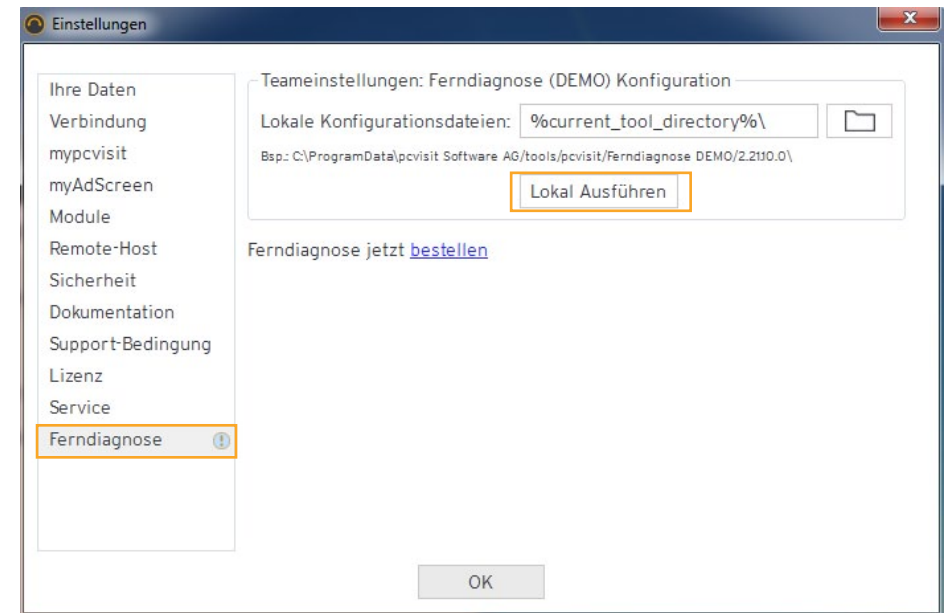 Einstellungen
Ihre Daten
Verbindung
mypcvisit
myAdScreen
Module
Remote-Host
Sicherheit
Dokumentation
Support-Bedingung
Lizenz
Service
Ferndiagnose
Teameinstellungen: Ferndiagnose (DEMO) Konfiguration
Lokale Konfigurationsdateien: %current_tool_directory%\
Bsp.: C:\ProgramData\pcvisit Software AG/tools/pcvisit/Ferndiagnose DEMO/2.21.10.0\
Lokal Ausführen
Ferndiagnose jetzt bestellen
OK